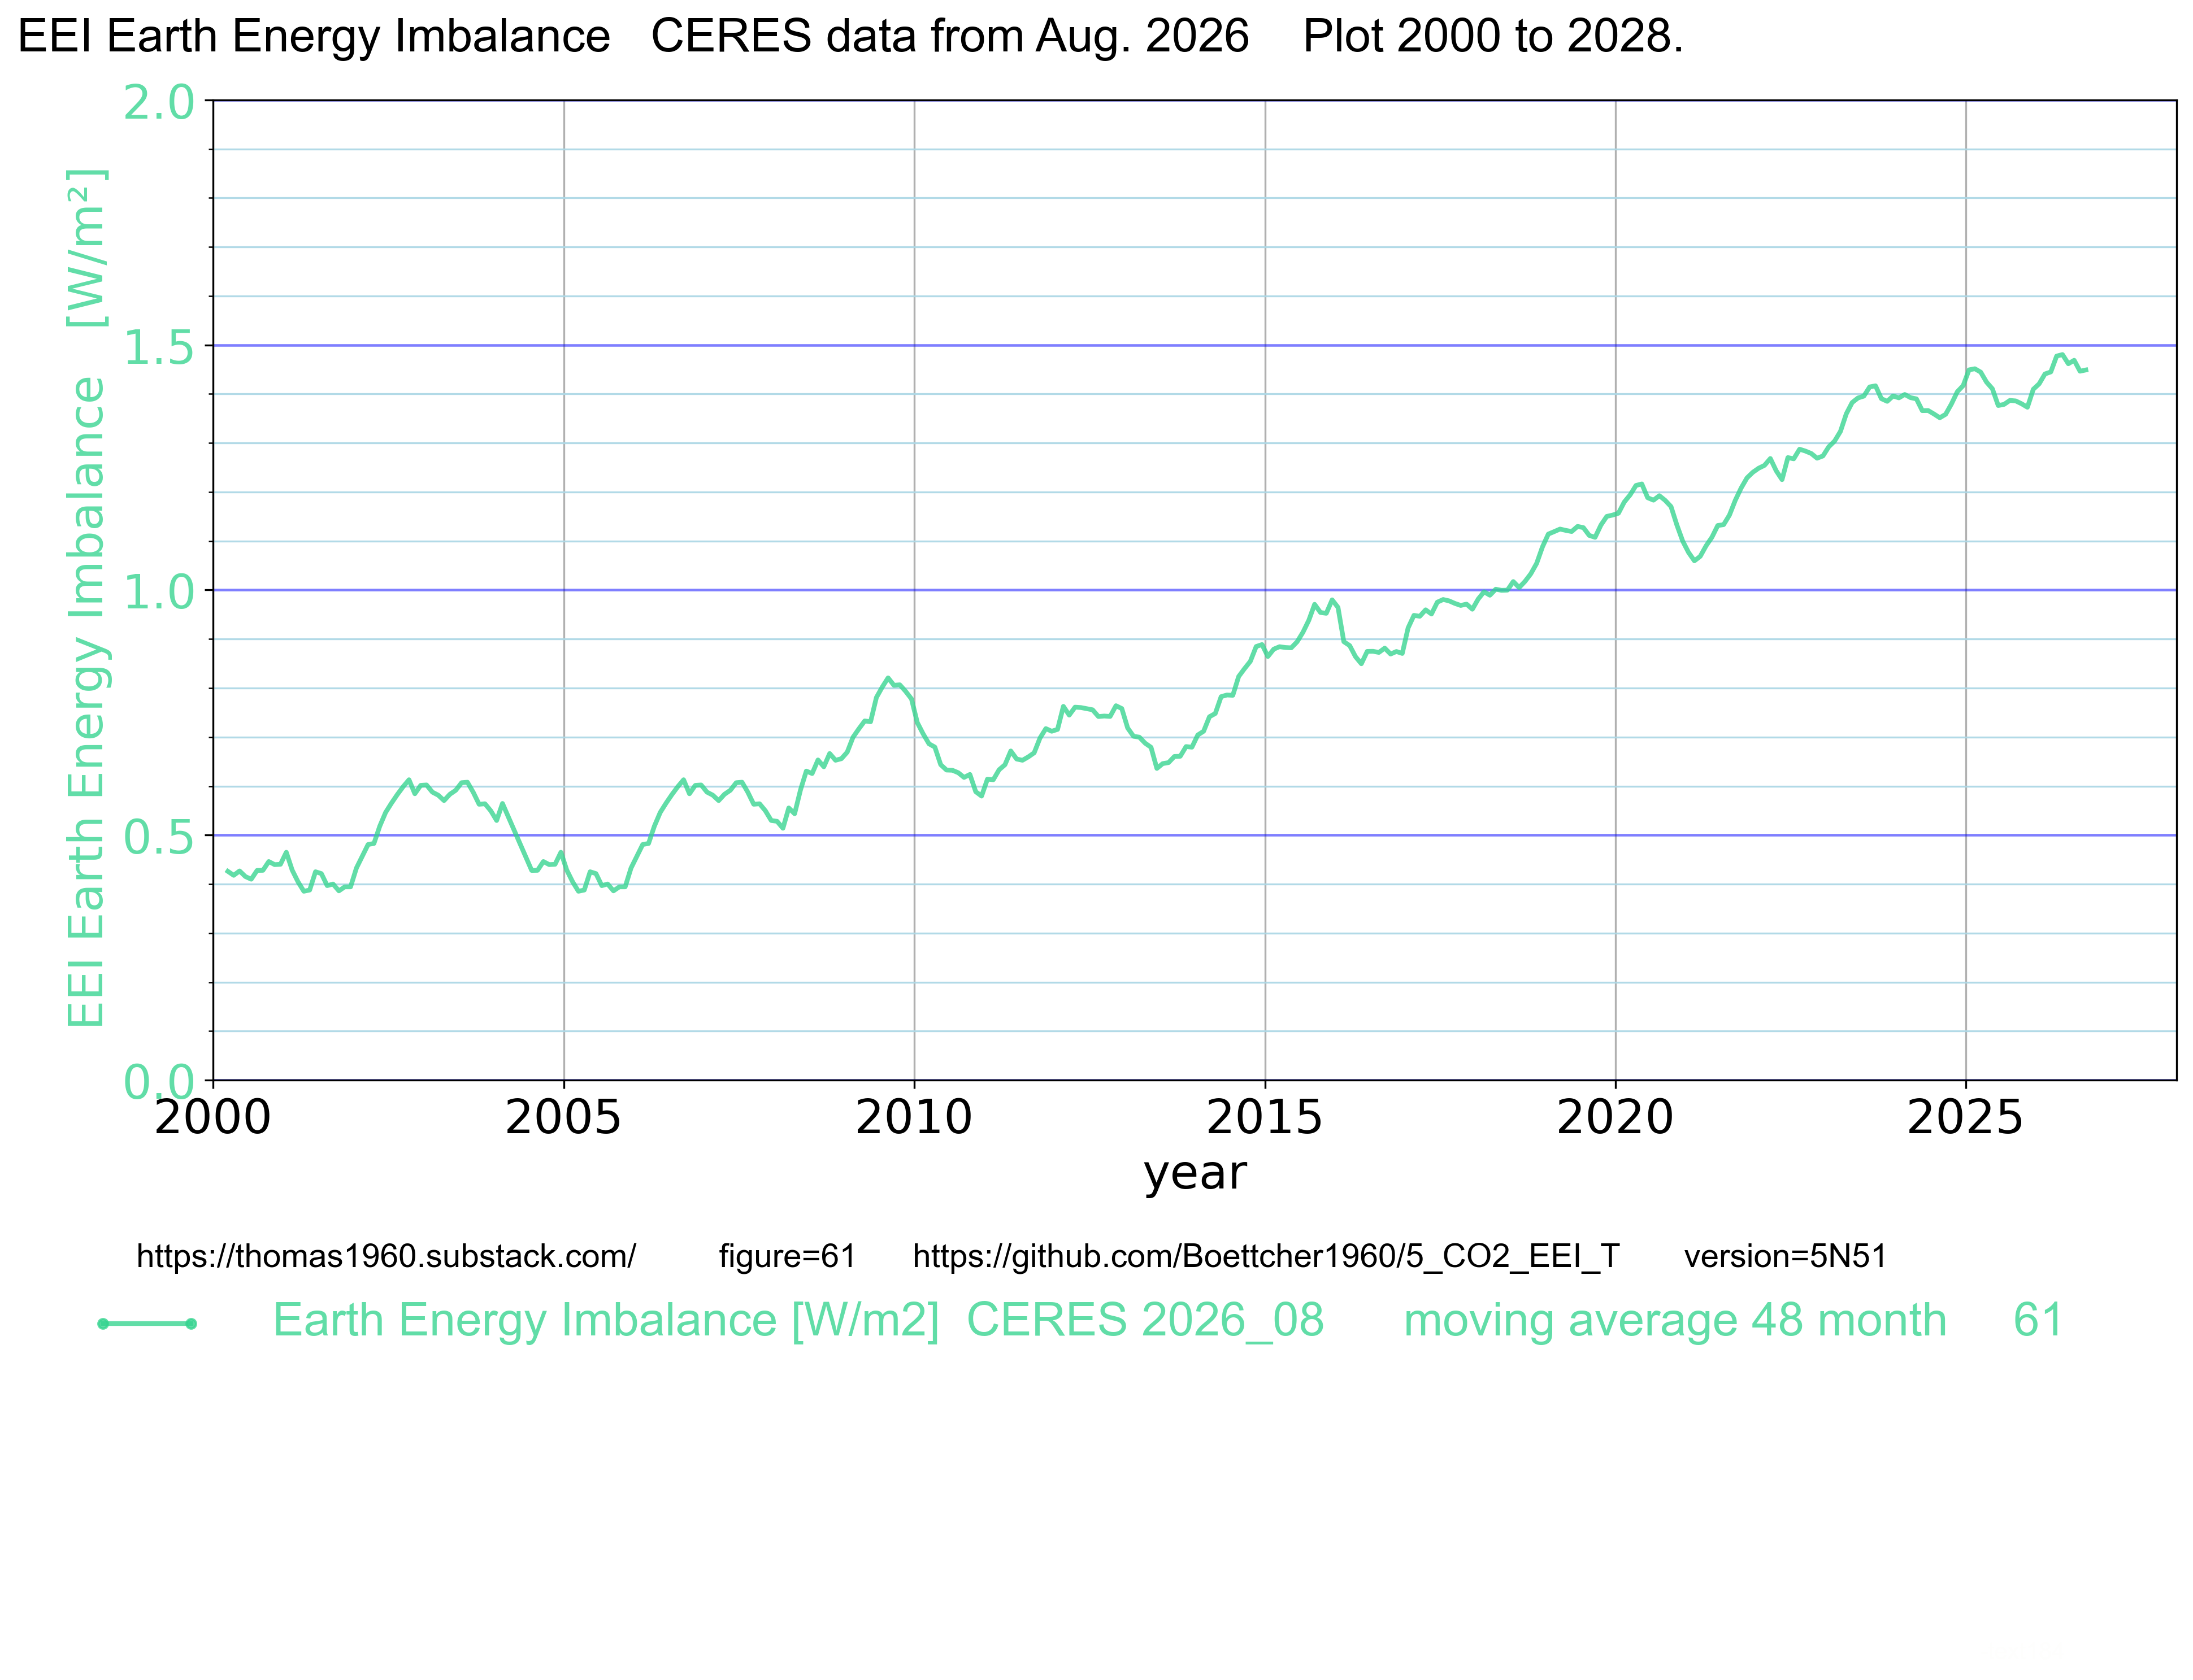 EEI Earth Energy Imbalance   CERES data from Aug. 2026    Plot 2000 to 2028.
EEI Earth Energy Imbalance   [W/m²]
2.0
1.5
1.0
0.5
0.0
2000 2005 2010 2015 2020 2025
year
https://thomas1960.substack.com/   figure=61   https://github.com/Boettcher1960/5_CO2_EEI_T   version=5N51
Earth Energy Imbalance [W/m2]  CERES 2026_08   moving average 48 month   61